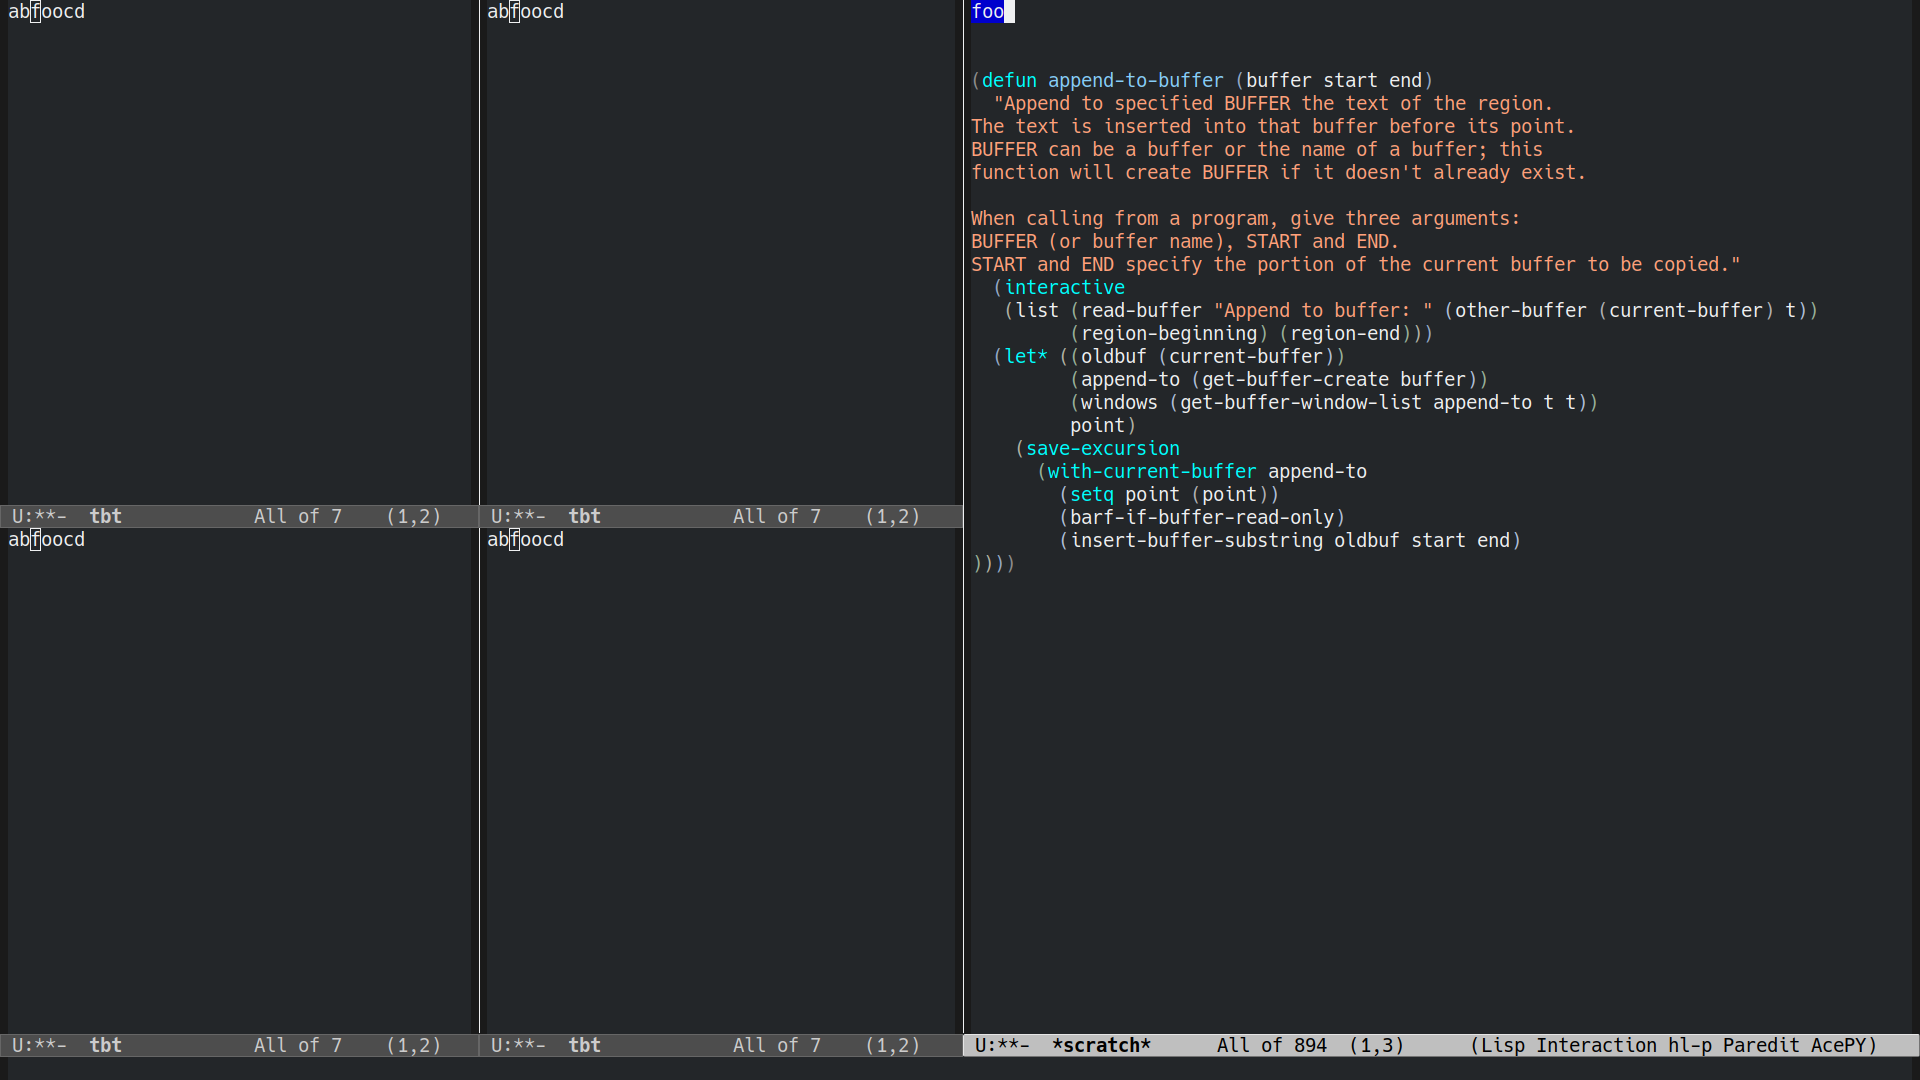 abfoocd
U:**-  tbt            All of 7    (1,2)
abfoocd
U:**-  tbt            All of 7    (1,2)
abfoocd
U:**-  tbt            All of 7    (1,2)
abfoocd
U:**-  tbt            All of 7    (1,2)
foo
(defun append-to-buffer (buffer start end)
  "Append to specified BUFFER the text of the region.
The text is inserted into that buffer before its point.
BUFFER can be a buffer or the name of a buffer; this
function will create BUFFER if it doesn't already exist.
When calling from a program, give three arguments:
BUFFER (or buffer name), START and END.
START and END specify the portion of the current buffer to be copied."
  (interactive
   (list (read-buffer "Append to buffer: " (other-buffer (current-buffer) t))
         (region-beginning) (region-end)))
  (let* ((oldbuf (current-buffer))
         (append-to (get-buffer-create buffer))
         (windows (get-buffer-window-list append-to t t))
         point)
    (save-excursion
      (with-current-buffer append-to
        (setq point (point))
        (barf-if-buffer-read-only)
        (insert-buffer-substring oldbuf start end)
))))
U:**-  *scratch*      All of 894  (1,3)      (Lisp Interaction hl-p Paredit AcePY)